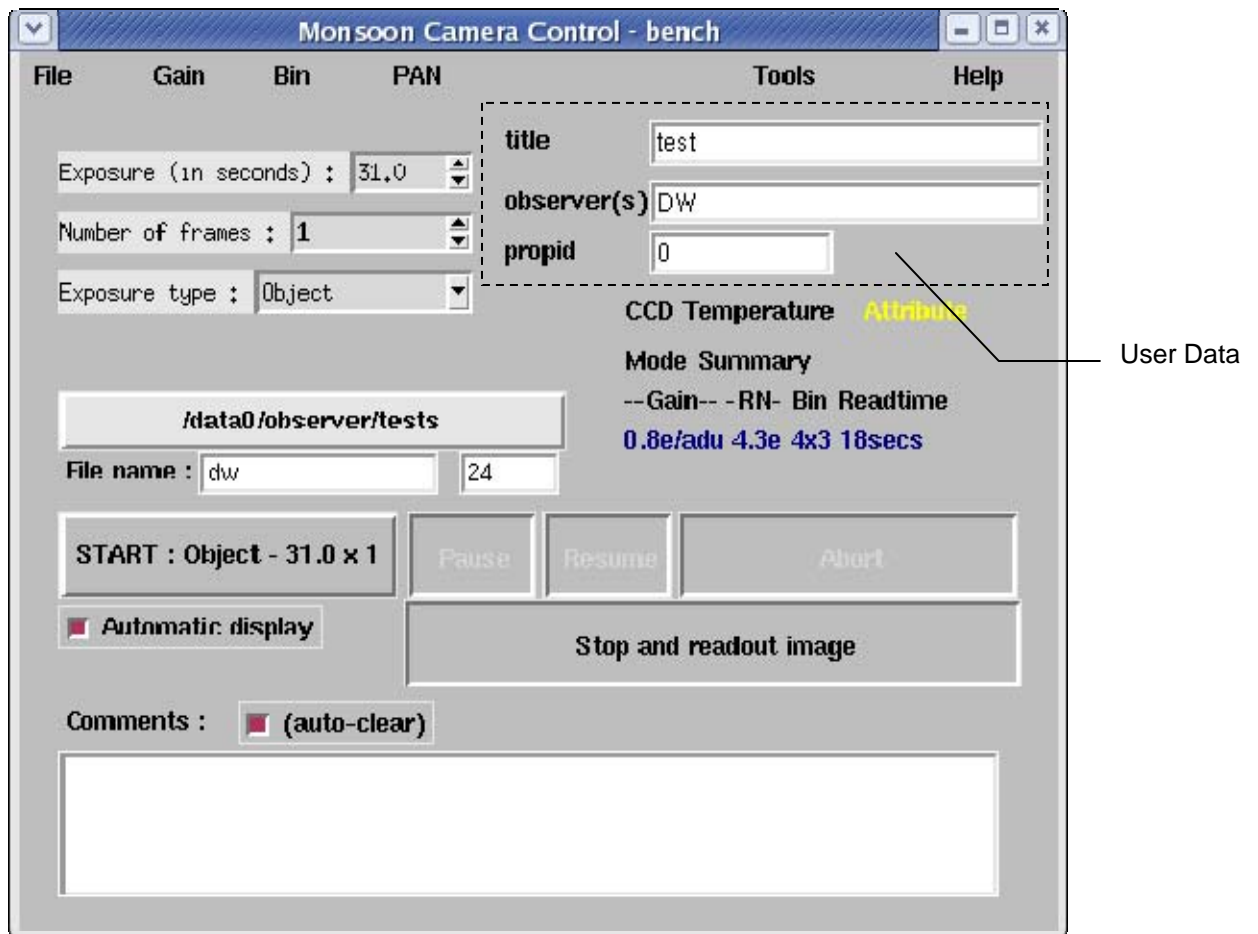 Monsoon Camera Control - bench
File Gain Bin PAN Tools Help
title test
Exposure (in seconds) : 31.0
observer(s) DW
Number of frames : 1
propid 0
Exposure type : Object
CCD Temperature Attribute
User Data
Mode Summary
--Gain-- -RN- Bin Readtime
/data0/observer/tests
0.8e/adu 4.3e 4x3 18secs
File name : dw 24
START : Object - 31.0 x 1 Pause Resume Abort
Automatic display
Stop and readout image
Comments : (auto-clear)